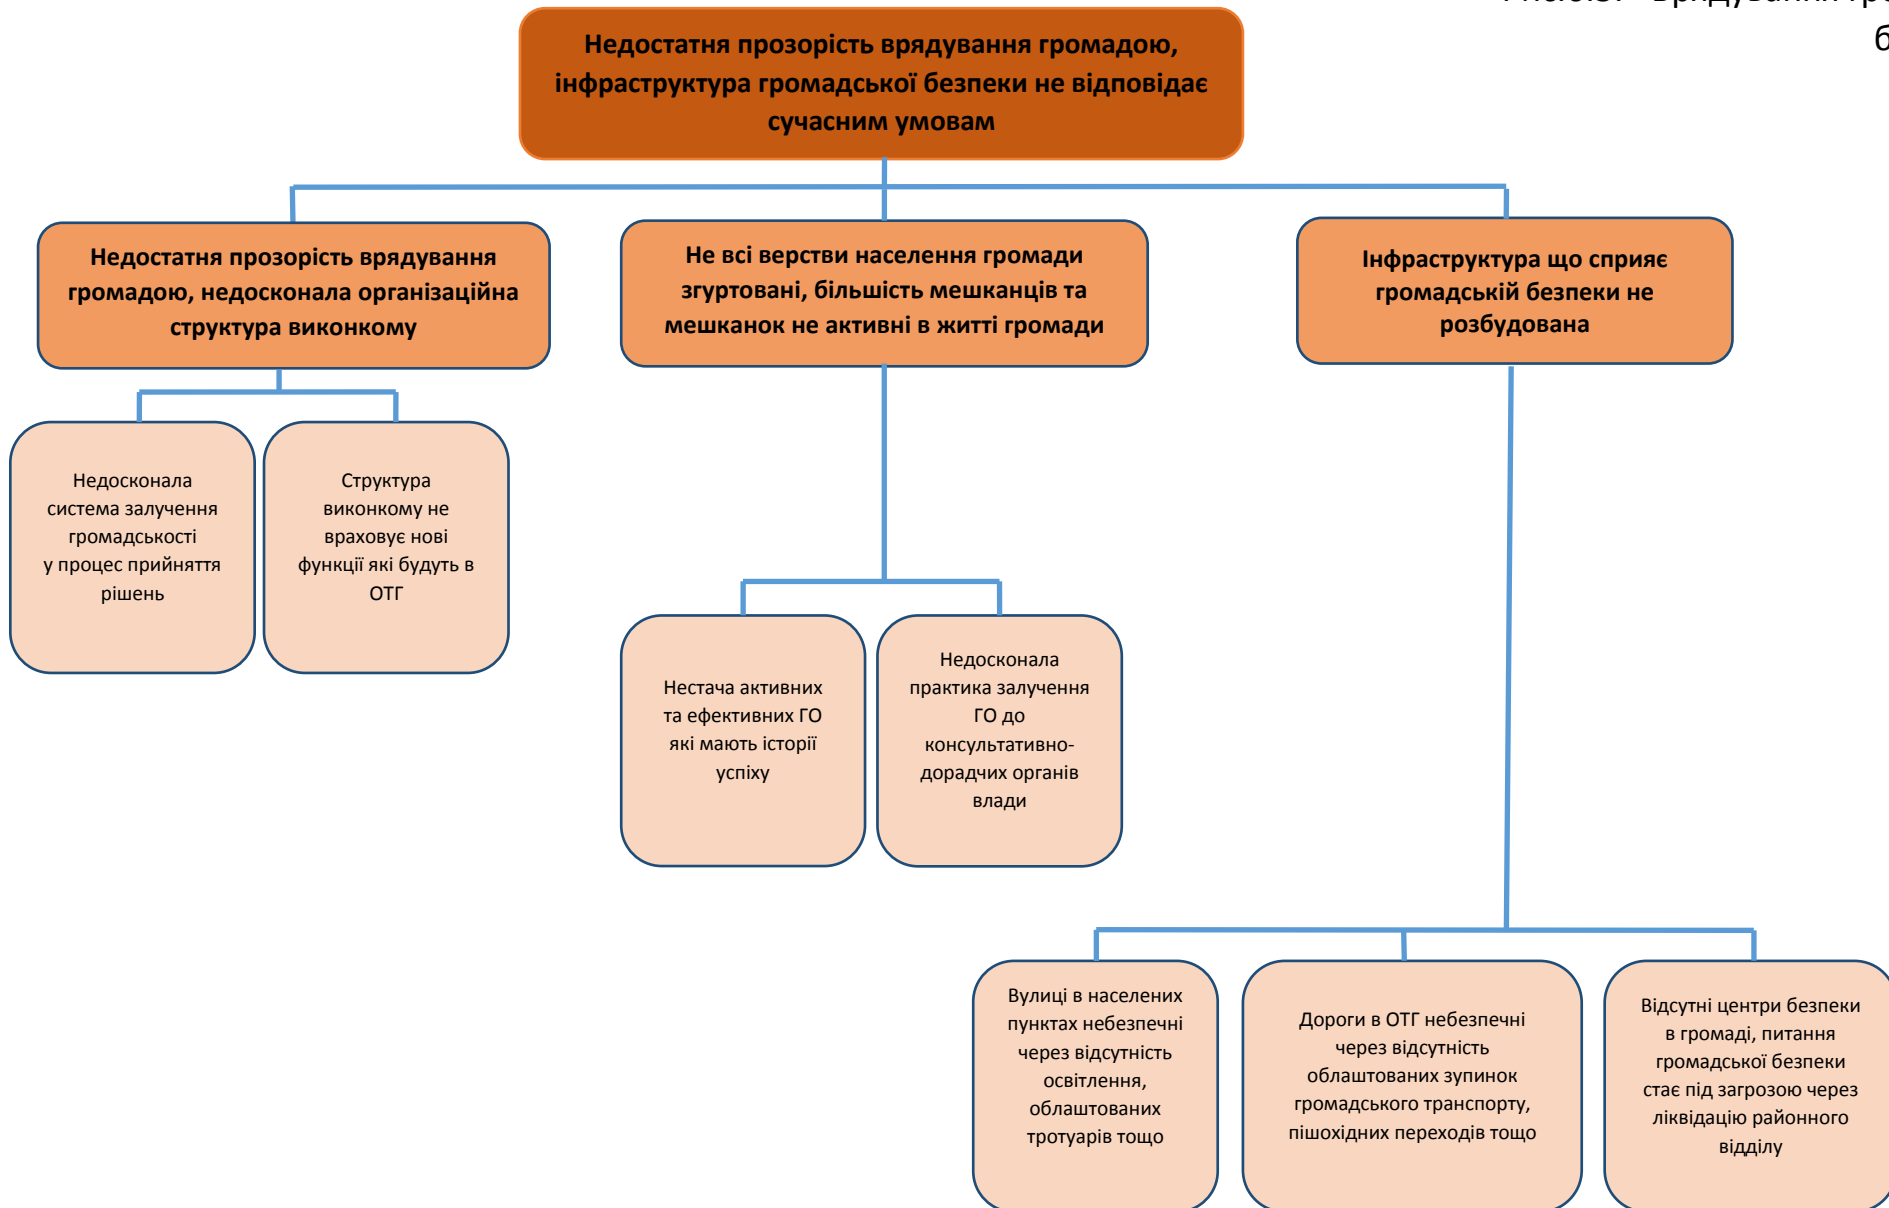 Врядування
Недостатня прозорість врядування громадою,
інфраструктура громадської безпеки не відповідає
сучасним умовам
Недостатня прозорість врядування
громадою, недосконала організаційна
структура виконкому
Не всі верстви населення громади
згуртовані, більшість мешканців та
мешканок не активні в житті громади
Інфраструктура що сприяє
громадській безпеки не
розбудована
Недосконала
система залучення
громадськості
у процес прийняття
рішень
Структура
виконкому не
враховує нові
функції які будуть в
ОТГ
Нестача активних
та ефективних ГО
які мають історії
успіху
Недосконала
практика залучення
ГО до
консультативно-
дорадчих органів
влади
Вулиці в населених
пунктах небезпечні
через відсутність
освітлення,
облаштованих
тротуарів тощо
Дороги в ОТГ небезпечні
через відсутність
облаштованих зупинок
громадського транспорту,
пішохідних переходів тощо
Відсутні центри безпеки
в громаді, питання
громадської безпеки
стає під загрозою через
ліквідацію районного
відділу